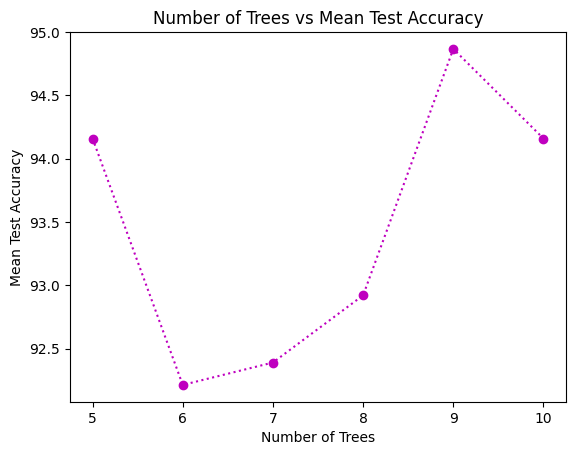 Number of Trees vs Mean Test Accuracy
95.0
94.5
94.0
93.5
93.0
92.5
Mean Test Accuracy
5 6 7 8 9 10
Number of Trees